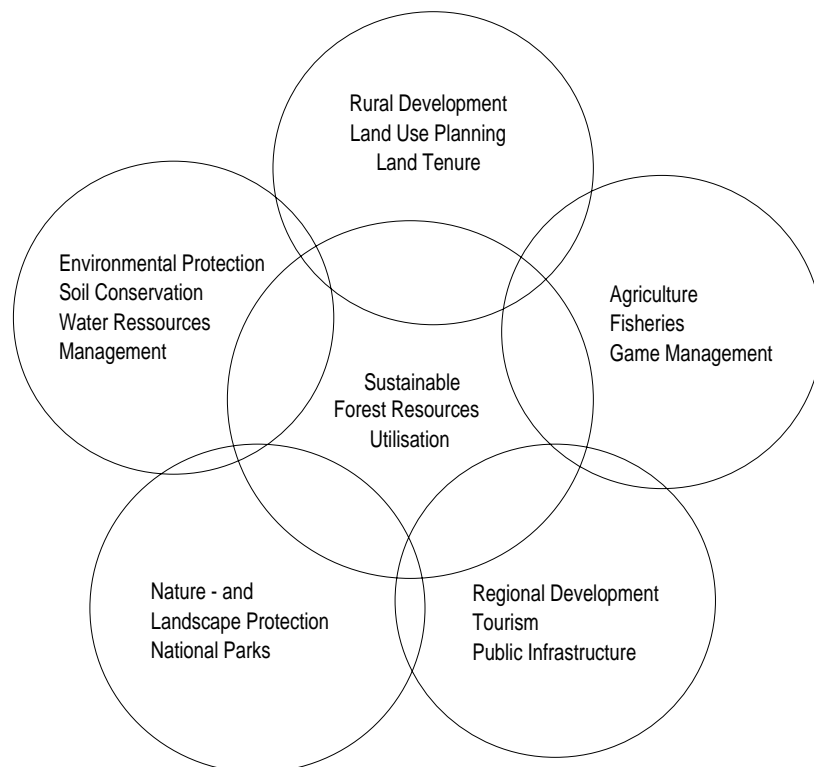 Rural Development
Land Use Planning
Land Tenure
Environmental Protection
Soil Conservation
Water Ressources
Management
Agriculture
Fisheries
Game Management
Sustainable
Forest Resources
Utilisation
Nature - and
Landscape Protection
National Parks
Regional Development
Tourism
Public Infrastructure